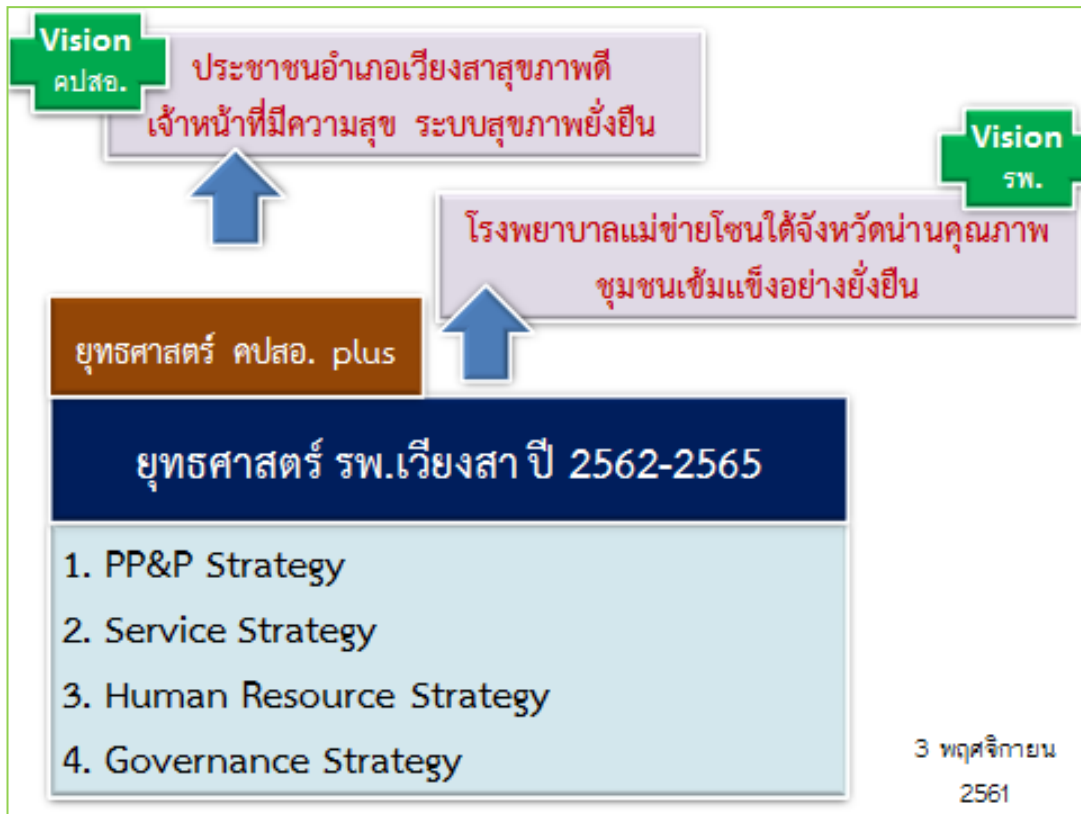 Vision
คปสอ.
ประชาชนอำเภอเวียงสาสุขภาพดี
เจ้าหน้าที่มีความสุข ระบบสุขภาพยั่งยืน
Vision
รพ.
โรงพยาบาลแม่ข่ายโซนใต้จังหวัดน่านคุณภาพ
ชุมชนเข้มแข็งอย่างยั่งยืน
ยุทธศาสตร์ คปสอ. plus
ยุทธศาสตร์ รพ.เวียงสา ปี 2562-2565
1. PP&P Strategy
2. Service Strategy
3. Human Resource Strategy
4. Governance Strategy
3 พฤศจิกายน
2561